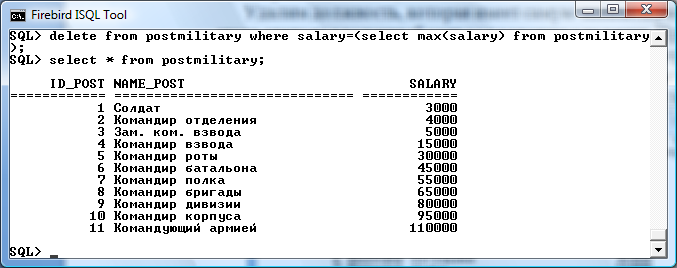 Firebird ISQL Tool
SQL> delete from postmilitary where salary=(select max(salary) from postmilitary
);
SQL> select * from postmilitary;
ID_POST NAME_POST SALARY
============ =============================== ============
1 Солдат 3000
2 Командир отделения 4000
3 Зам. ком. взвода 5000
4 Командир взвода 15000
5 Командир роты 30000
6 Командир батальона 45000
7 Командир полка 55000
8 Командир бригады 65000
9 Командир дивизии 80000
10 Командир корпуса 95000
11 Командующий армией 110000
SQL> _